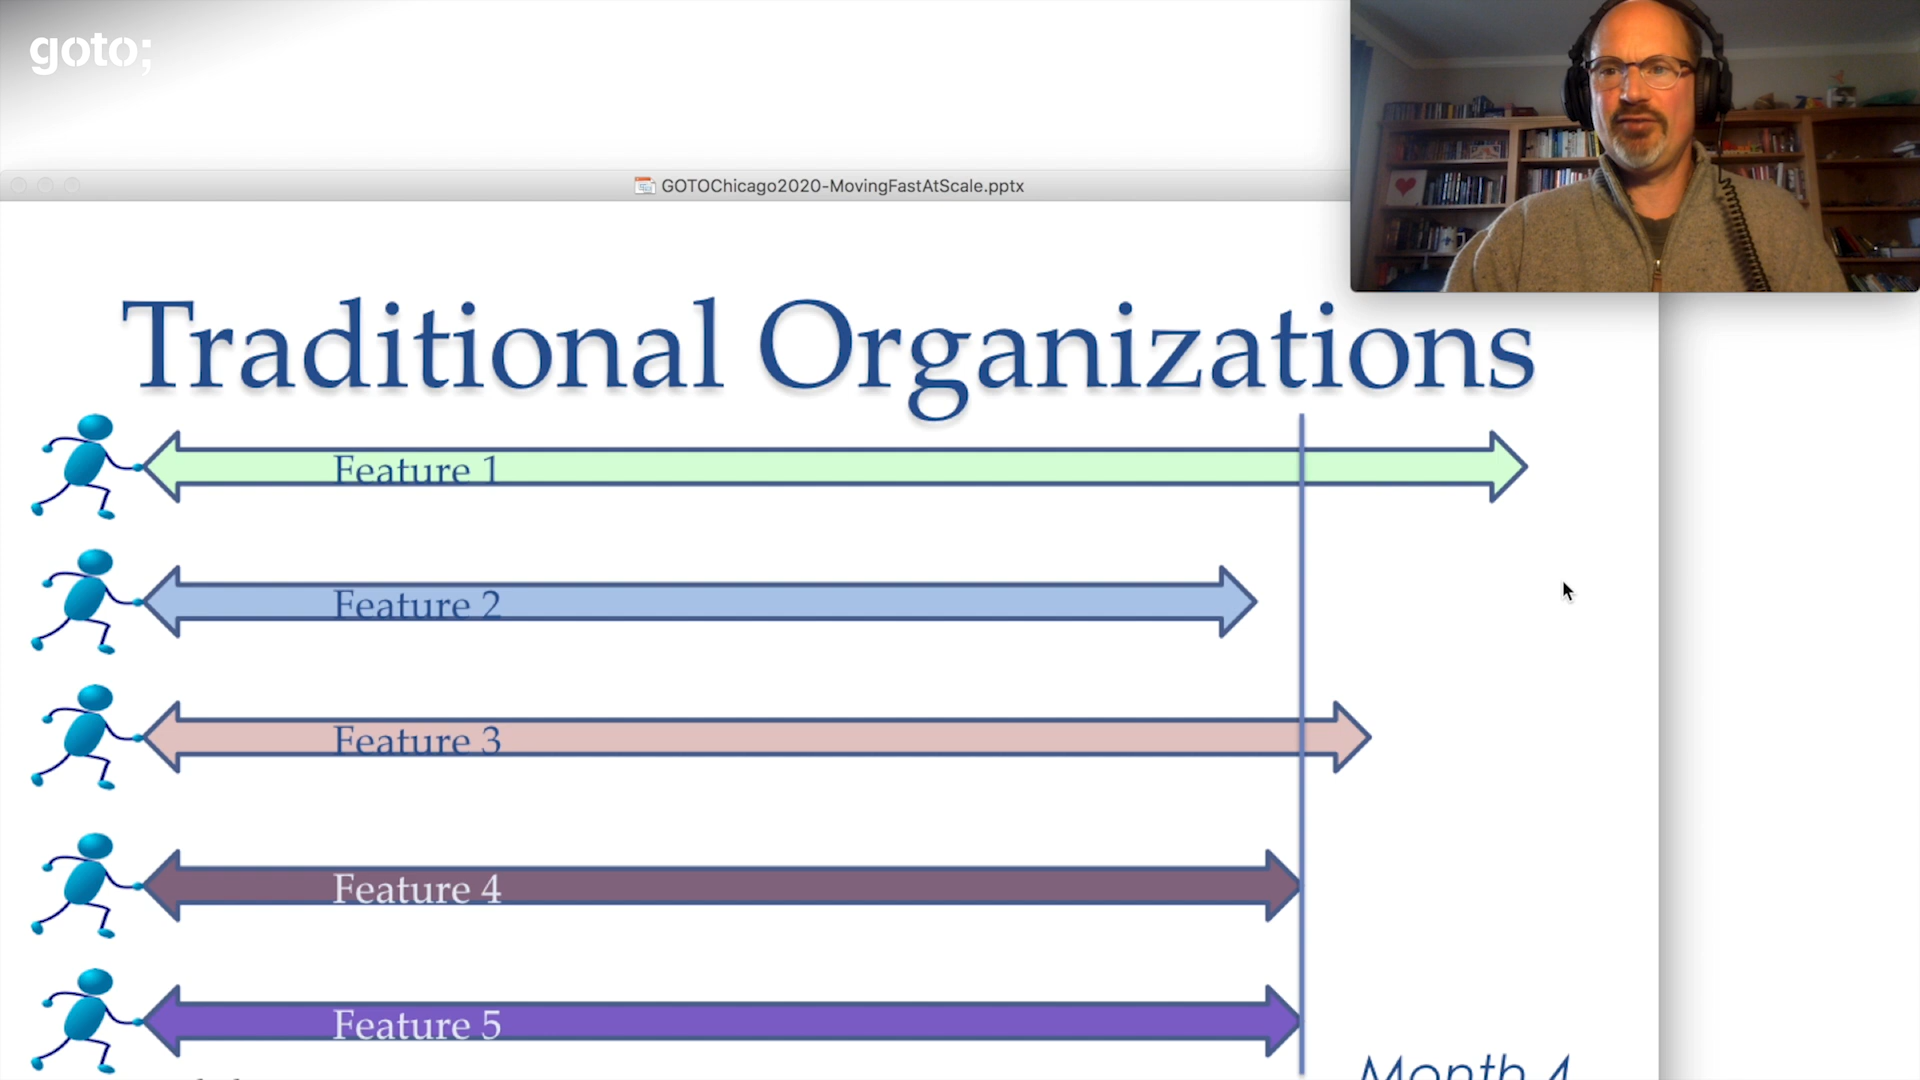 goto;
GOTOChicago2020-MovingFastAtScale.pptx
Traditional Organizations
Feature 1
Feature 2
Feature 3
Feature 4
Feature 5
Month 4